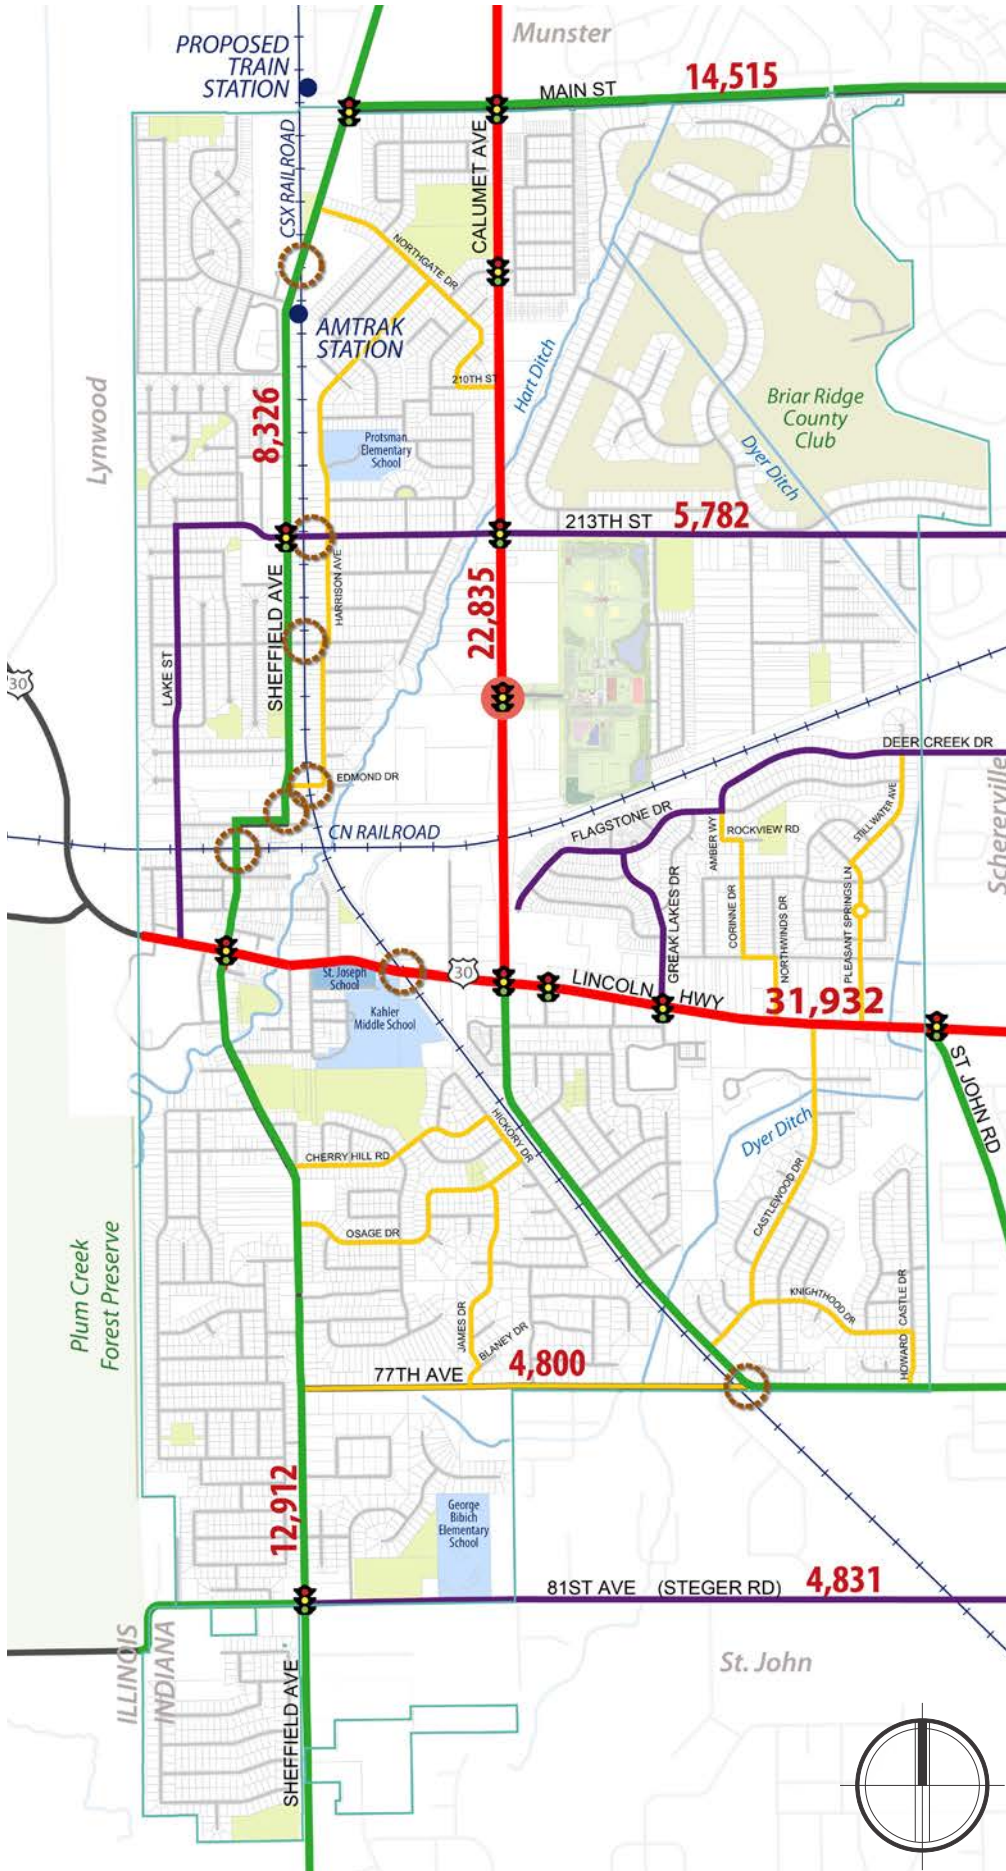 Munster
PROPOSED
TRAIN
STATION
MAIN ST
14,515
CALUMET AVE
CSX RAILROAD
NORTHGATE DR
AMTRAK
STATION
210TH ST
Hart Ditch
Lynwood
8,326
Briar Ridge
County
Club
Protsman
Elementary
School
Dyer Ditch
213TH ST
5,782
HARRISON AVE
SHEFFIELD AVE
22,835
LAKE ST
30
DEER CREEK DR
EDMOND DR
FLAGSTONE DR
CN RAILROAD
AMBER WY
ROCKVIEW RD
STILL WATER AVE
Schererville
GREAK LAKES DR
CORINNE DR
NORTHWINDS DR
PLEASANT SPRINGS LN
St. Joseph
School
30
LINCOLN HWY
31,932
Kahler
Middle School
ST JOHN RD
HICKORY DR
Dyer Ditch
CHERRY HILL RD
CASTLEWOOD DR
OSAGE DR
Plum Creek
Forest Preserve
KNIGHTHOOD DR
HOWARD CASTLE DR
JAMES DR
BLANEY DR
77TH AVE
4,800
12,912
George
Bibich
Elementary
School
81ST AVE (STEGER RD)
4,831
ILLINOIS
INDIANA
St. John
SHEFFIELD AVE